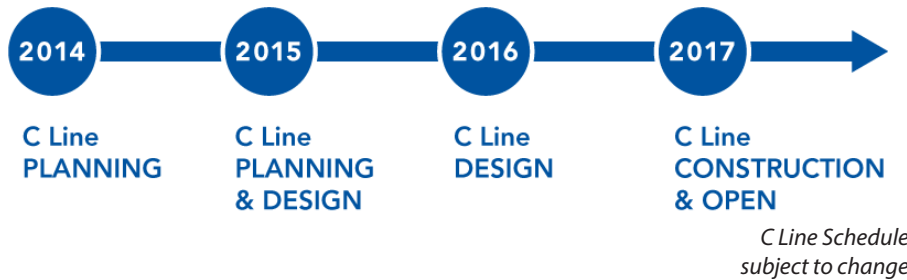 2014
2015
2016
2017
C Line
PLANNING
C Line
PLANNING
& DESIGN
C Line
DESIGN
C Line
CONSTRUCTION
& OPEN
C Line Schedule
subject to change